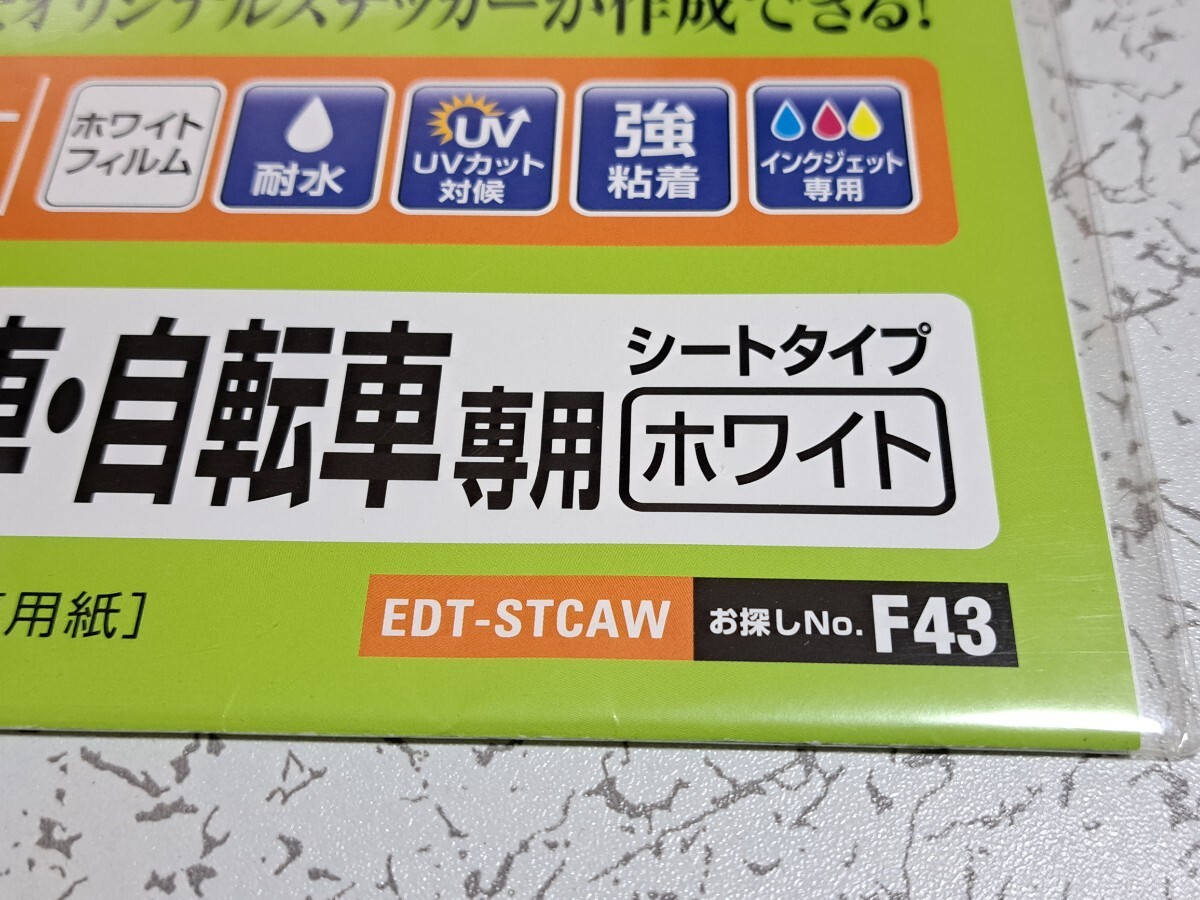 オリジナルステッカーが作成できる!
ホワイト
フィルム
耐水
UV
UVカット
対候
強
粘着
インクジェット
専用
車・自転車専用
シートタイプ
ホワイト
用紙]
EDT-STCAW
お探しNo. F43